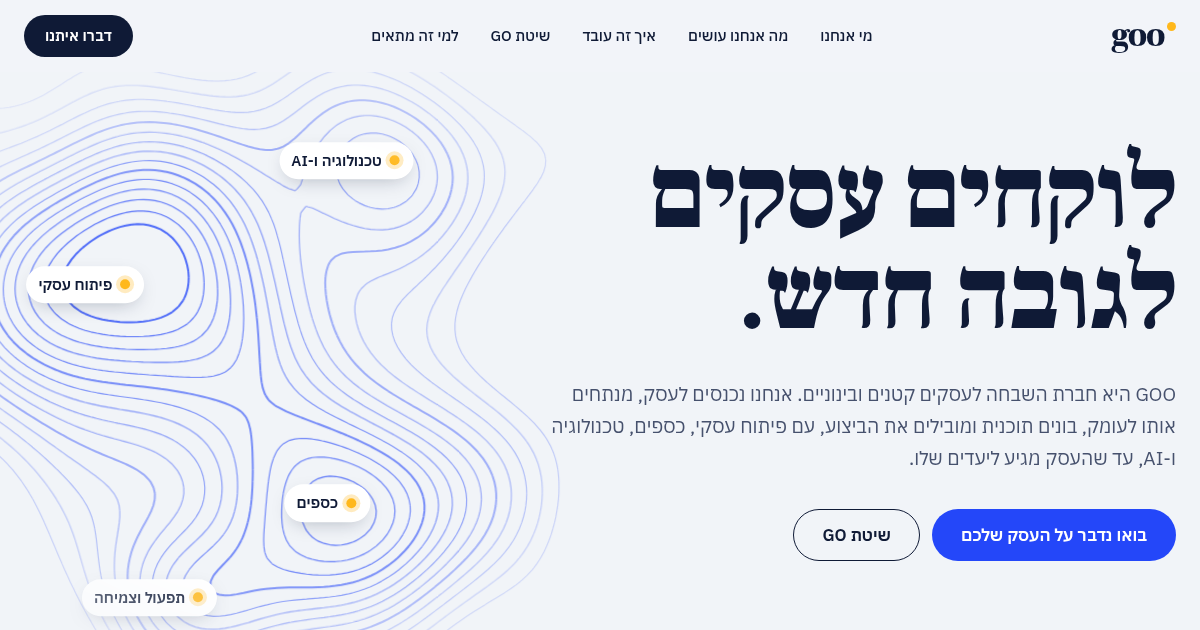 goo
מי אנחנו
מה אנחנו עושים
איך זה עובד
שיטת GO
למי זה מתאים
דברו איתנו
לוקחים עסקים
לגובה חדש.
GOO היא חברת השבחה לעסקים קטנים ובינוניים. אנחנו נכנסים לעסק, מנתחים
אותו לעומק, בונים תוכנית ומובילים את הביצוע, עם פיתוח עסקי, כספים, טכנולוגיה
ו-AI, עד שהעסק מגיע ליעדים שלו.
בואו נדבר על העסק שלכם
שיטת GO
טכנולוגיה ו-AI
פיתוח עסקי
כספים
תפעול וצמיחה